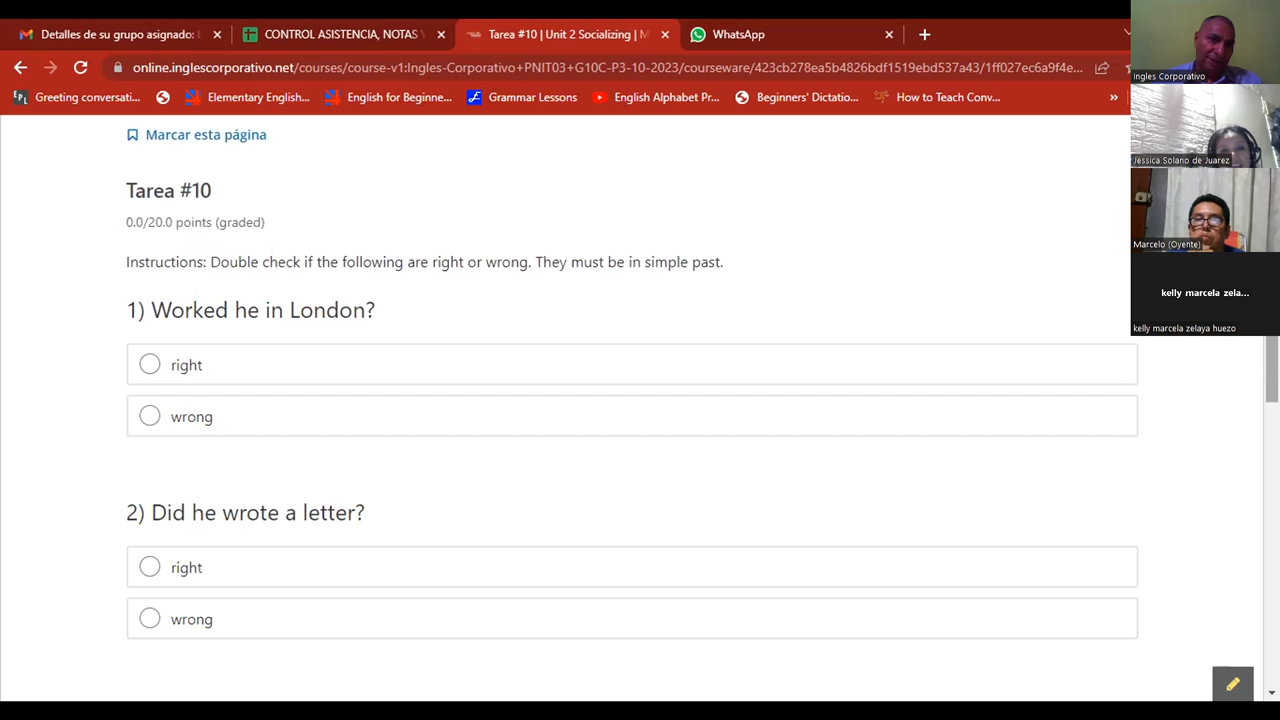 Detalles de su grupo asignado: I
CONTROL ASISTENCIA, NOTAS Y
Tarea #10 | Unit 2 Socializing | M
WhatsApp
online.inglescorporativo.net/courses/course-v1:Ingles-Corporativo+PNIT03+G10C-P3-10-2023/courseware/423cb278ea5b4826bdf1519ebd537a43/1ff027ec6a9f4e...
EPL Greeting conversati...
Elementary English...
English for Beginne...
Grammar Lessons
English Alphabet Pr...
Beginners' Dictatio...
How to Teach Conv...
»
Marcar esta página
Tarea #10
0.0/20.0 points (graded)
Instructions: Double check if the following are right or wrong. They must be in simple past.
1) Worked he in London?
right
wrong
2) Did he wrote a letter?
right
wrong
Ingles Corporativo
Jessica Solano de Juarez
Marcelo (Oyente)
kelly marcela zela...
kelly marcela zelaya huezo